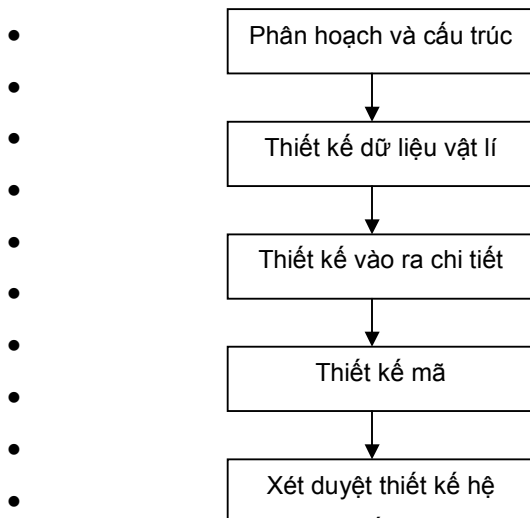 Phân hoạch và cấu trúc
Thiết kế dữ liệu vật lí
Thiết kế vào ra chi tiết
Thiết kế mã
Xét duyệt thiết kế hệ